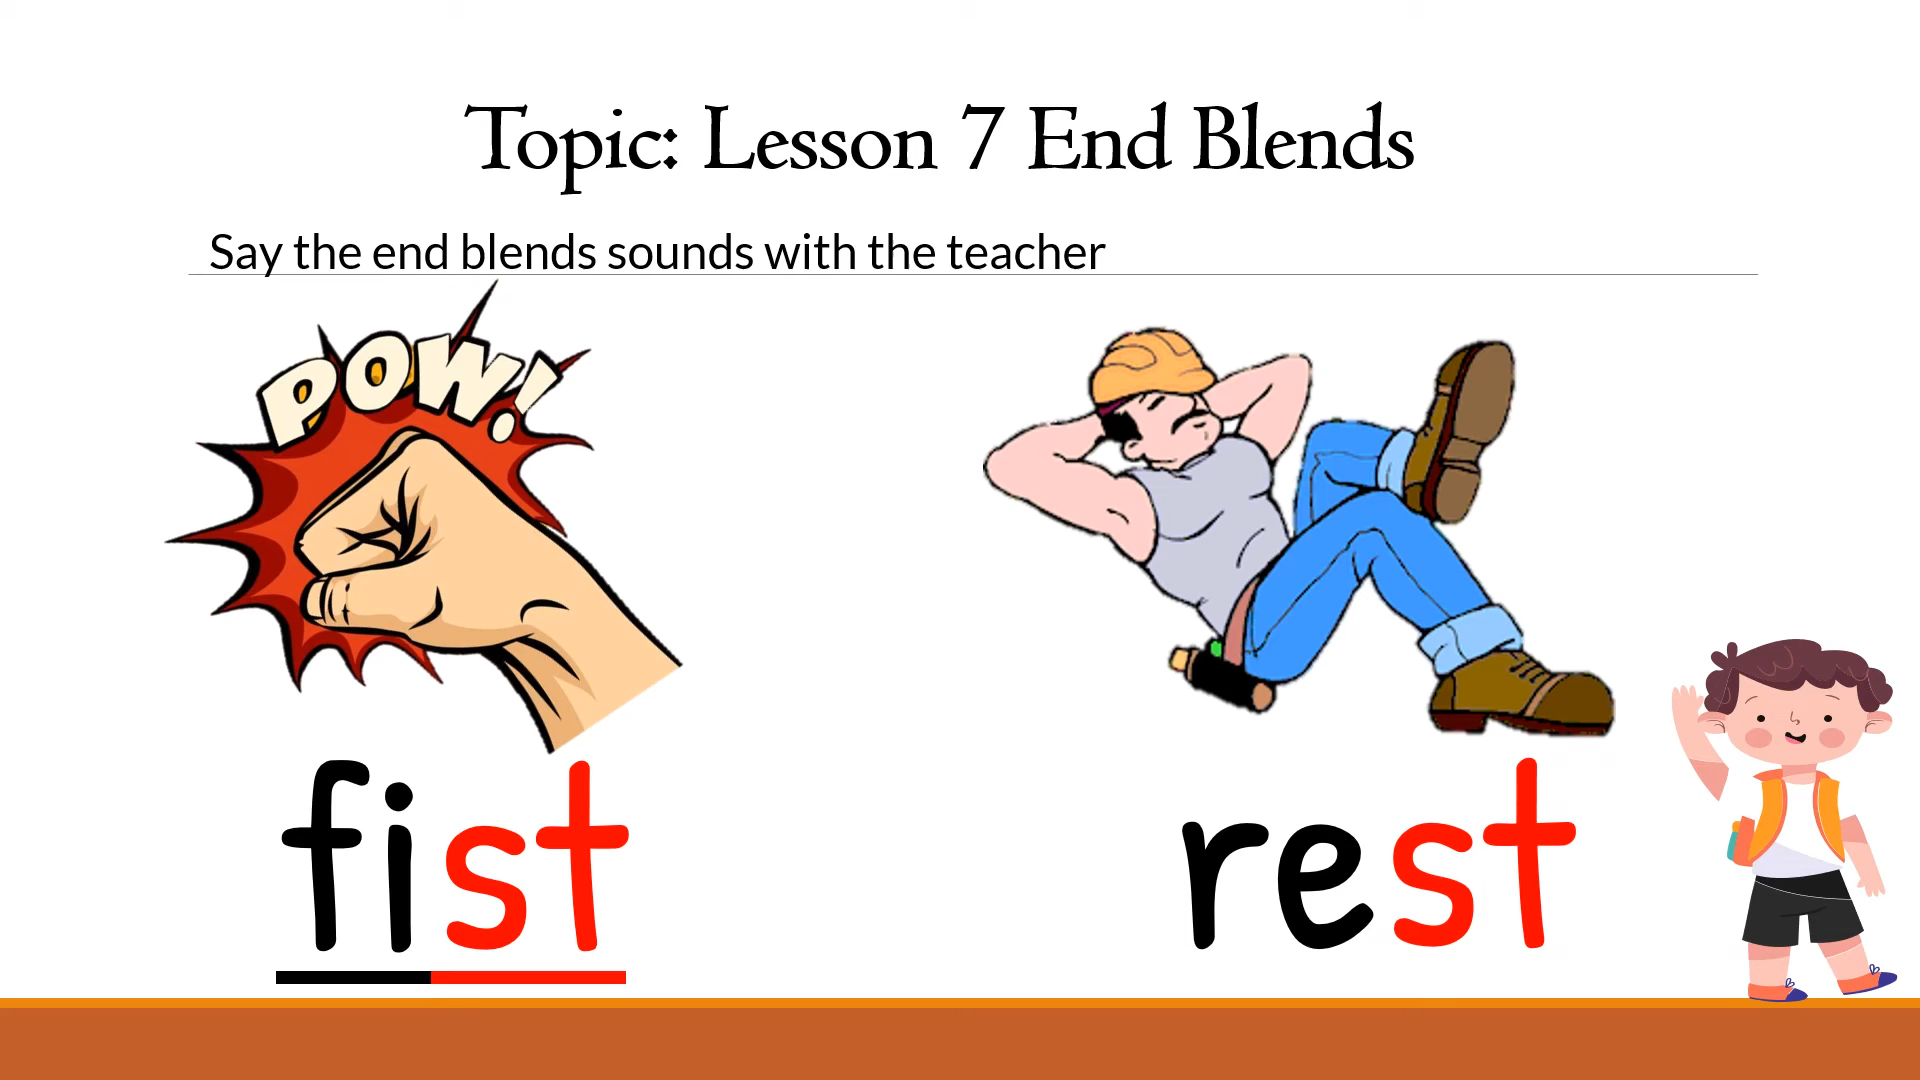 Topic: Lesson 7 End Blends
Say the end blends sounds with the teacher
POW!
fist
rest